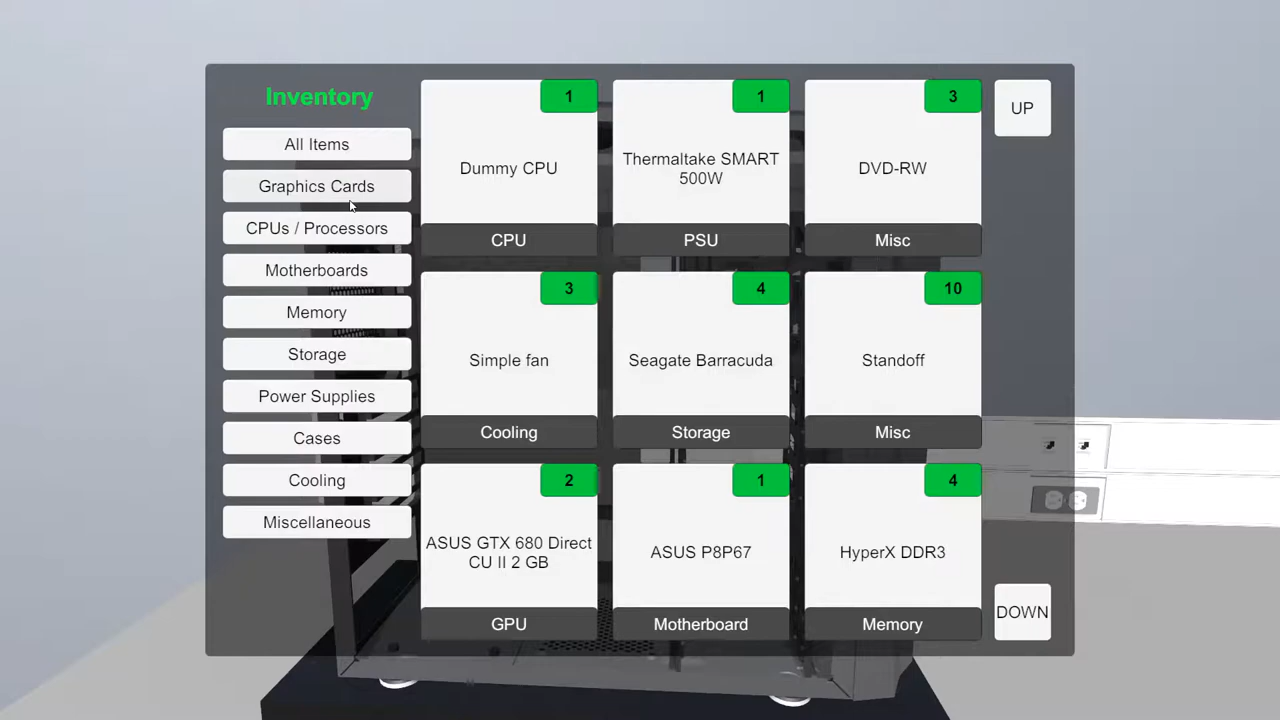 Inventory
All Items
Graphics Cards
CPUs / Processors
Motherboards
Memory
Storage
Power Supplies
Cases
Cooling
Miscellaneous
1
Dummy CPU
CPU
1
Thermaltake SMART
500W
PSU
3
DVD-RW
Misc
3
Simple fan
Cooling
4
Seagate Barracuda
Storage
10
Standoff
Misc
2
ASUS GTX 680 Direct
CU II 2 GB
GPU
1
ASUS P8P67
Motherboard
4
HyperX DDR3
Memory
UP
DOWN